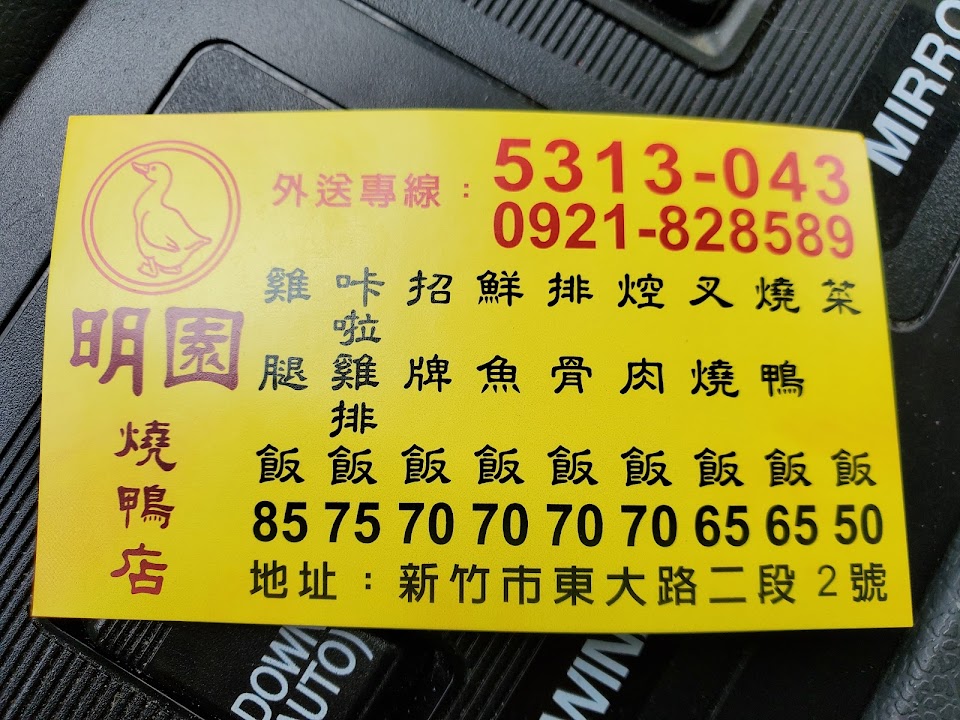 外送專線：5313-043
0921-828589
明園
燒鴨店
雞腿飯 85
咔啦雞排飯 75
招牌飯 70
鮮魚飯 70
排骨飯 70
焢肉飯 70
叉燒飯 65
燒鴨飯 65
菜飯 50
地址：新竹市東大路二段2號
MIRRO
DOWN
AUTO)
WIN